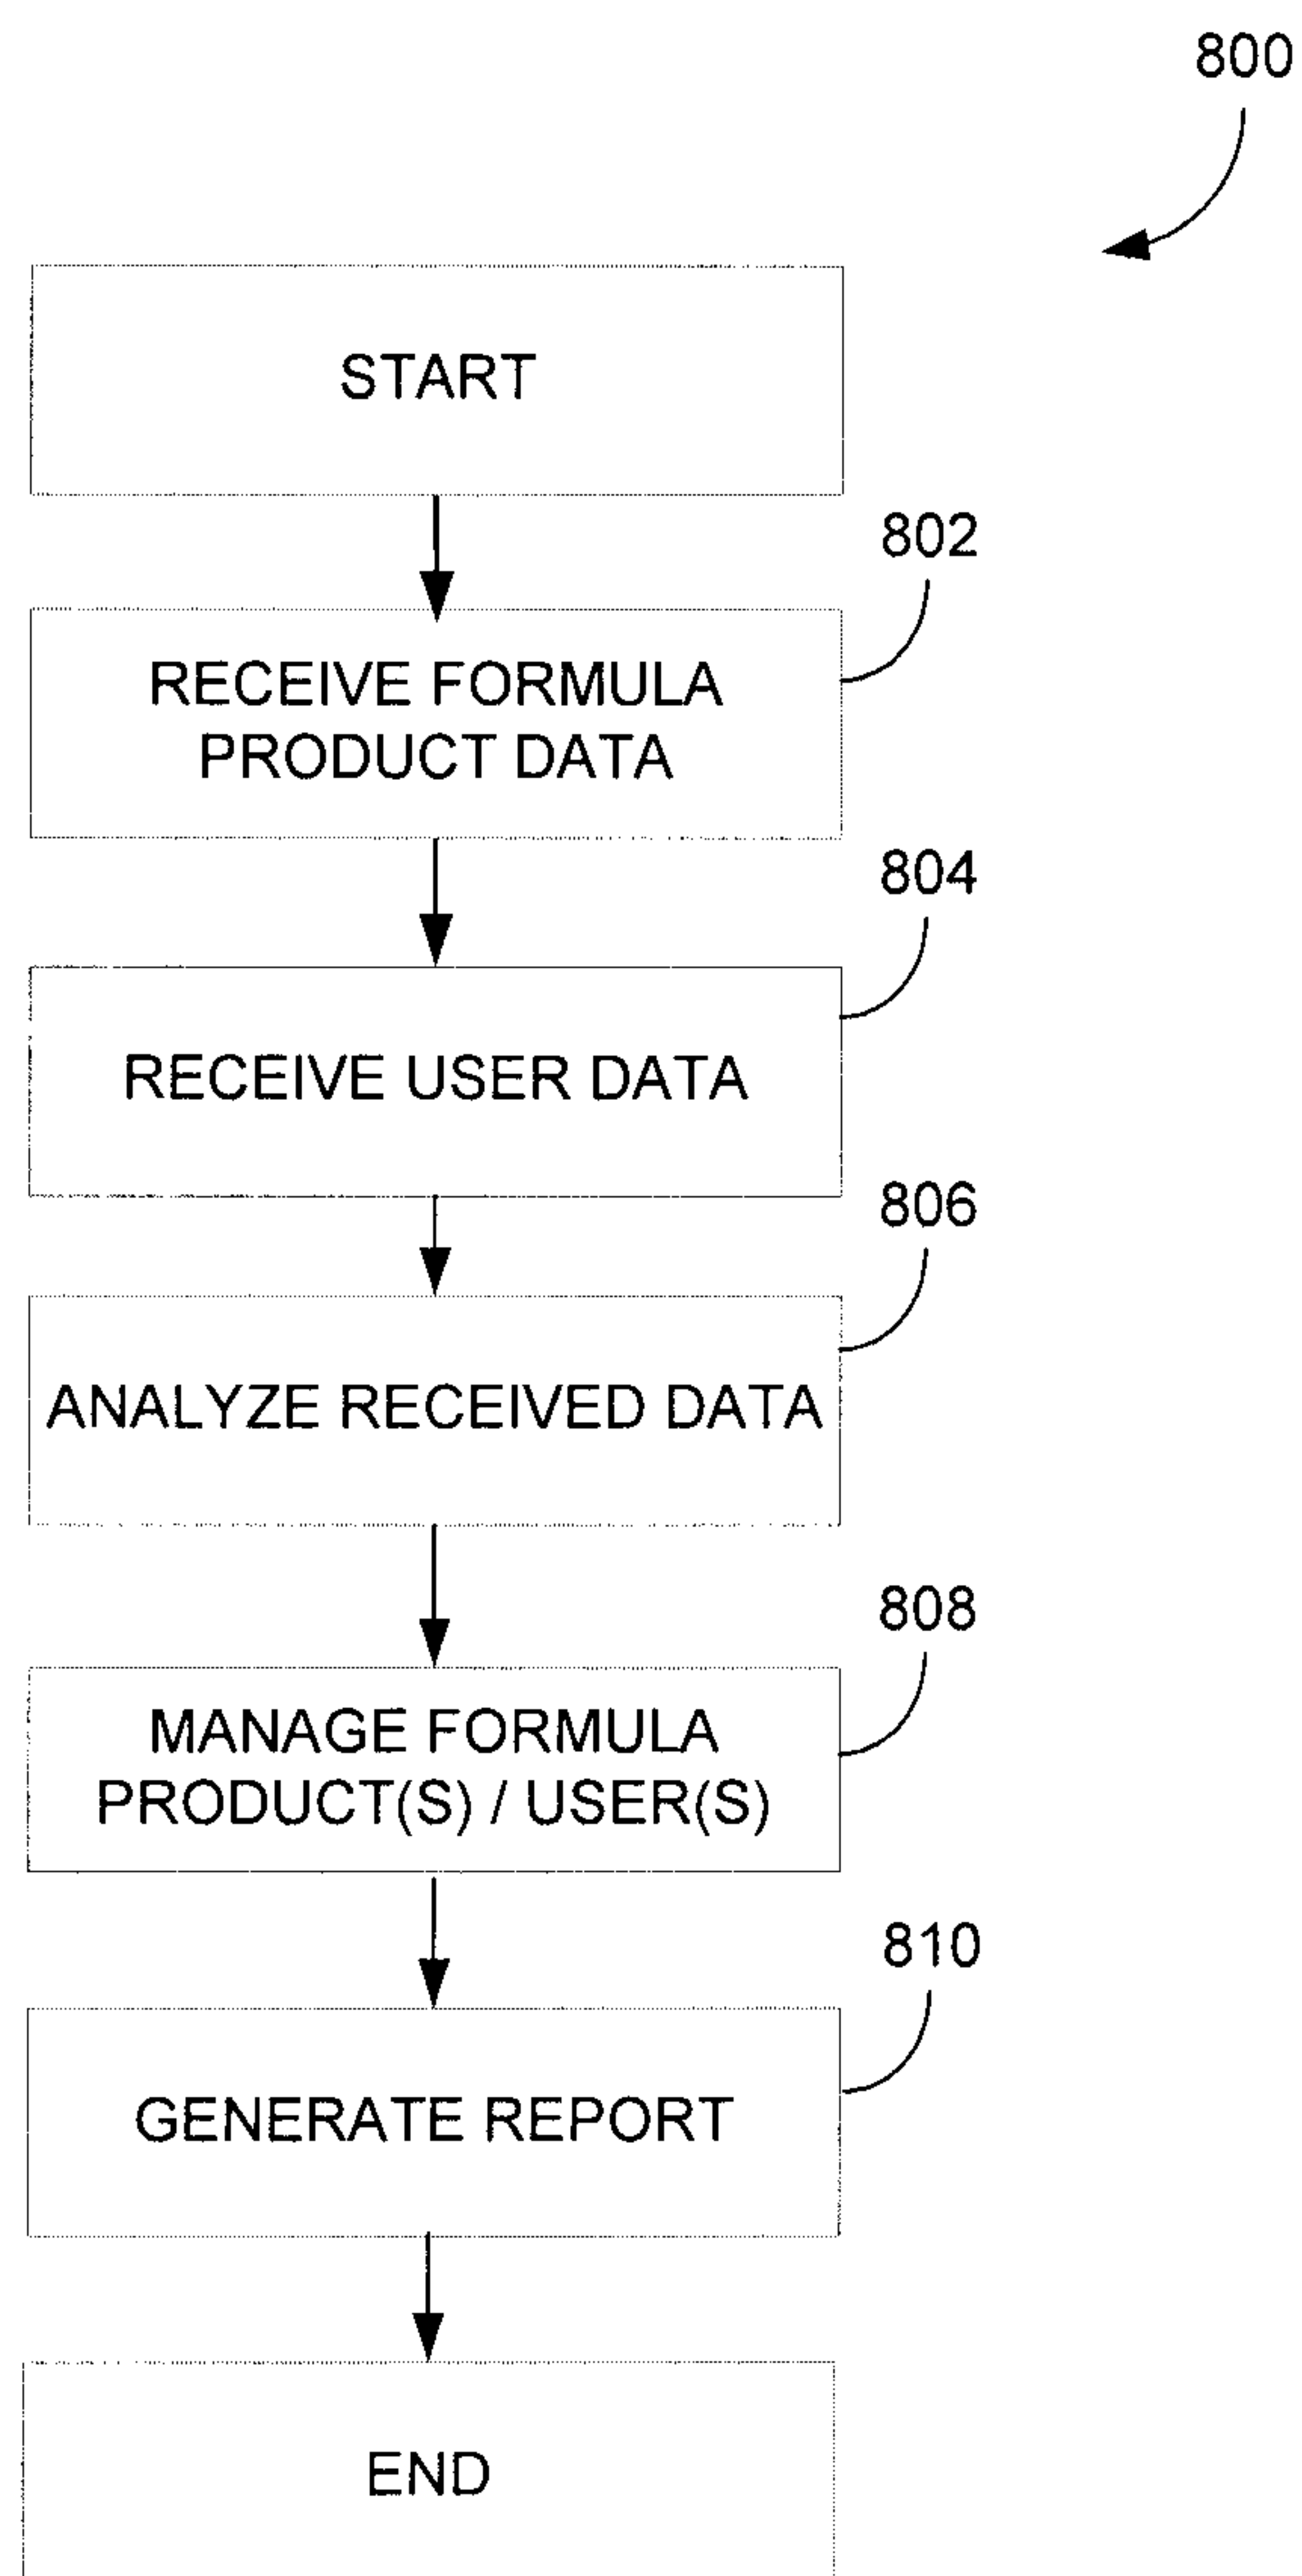 800
START
802
RECEIVE FORMULA
PRODUCT DATA
804
RECEIVE USER DATA
806
ANALYZE RECEIVED DATA
808
MANAGE FORMULA
PRODUCT(S) / USER(S)
810
GENERATE REPORT
END